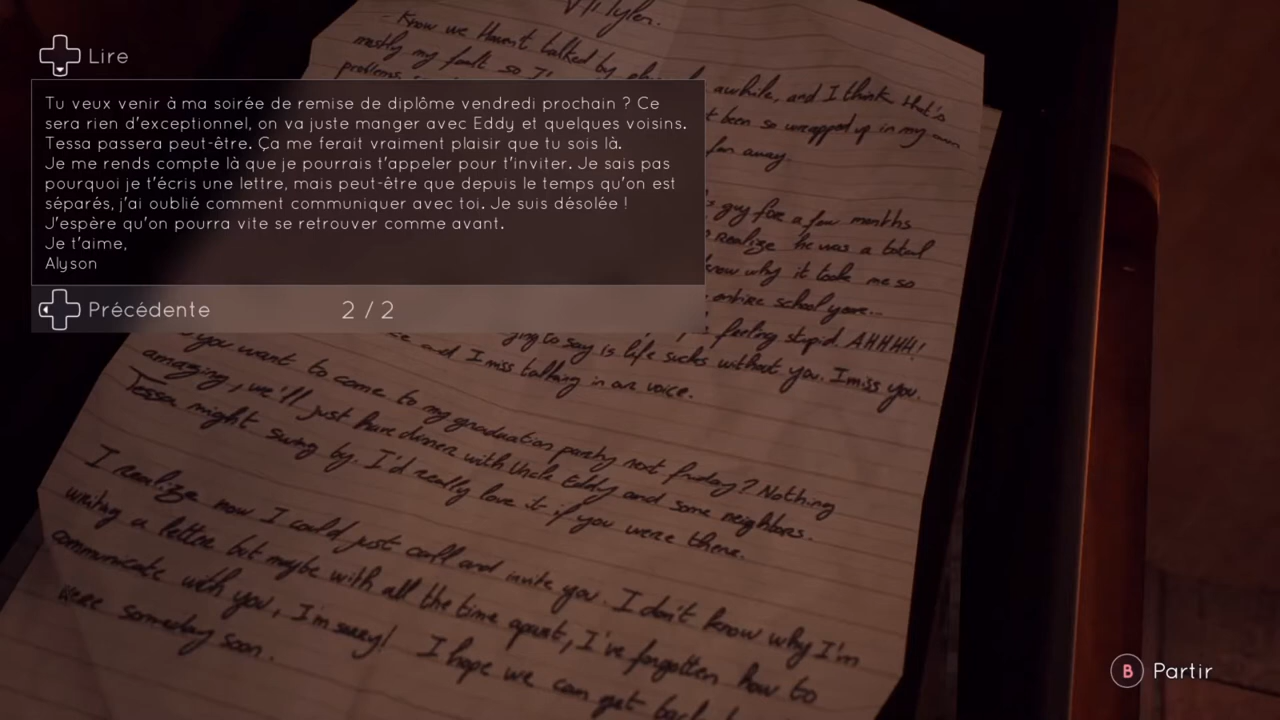 Lire
Tu veux venir à ma soirée de remise de diplôme vendredi prochain ? Ce
sera rien d'exceptionnel, on va juste manger avec Eddy et quelques voisins.
Tessa passera peut-être. Ça me ferait vraiment plaisir que tu sois là.
Je me rends compte là que je pourrais t'appeler pour t'inviter. Je sais pas
pourquoi je t'écris une lettre, mais peut-être que depuis le temps qu'on est
séparés, j'ai oublié comment communiquer avec toi. Je suis désolée !
J'espère qu'on pourra vite se retrouver comme avant.
Je t'aime,
Alyson
Précédente
2 / 2
Tyler.
Know we Haven't talked by awhile, and I think that's
mostly my fault so I' been so wrapped up in my own
problems far away.
guy for a few months
realize he was a total
know why it took me so
entire school year...
feeling stupid. AHHHH!
to say is life sucks without you. I miss you.
and I miss talking in our voice.
you want to come to my graduation party next friday? Nothing
amazing, we'll just have dinner with Uncle Eddy and some neighbors.
Tessa might swing by. I'd really love it if you were there.
I realize now I could just call and invite you. I don't know why I'm
writing a letter but maybe with all the time apart, I've forgotten how to
communicate with you, I'm sorry! I hope we can get back
were someday soon.
B Partir